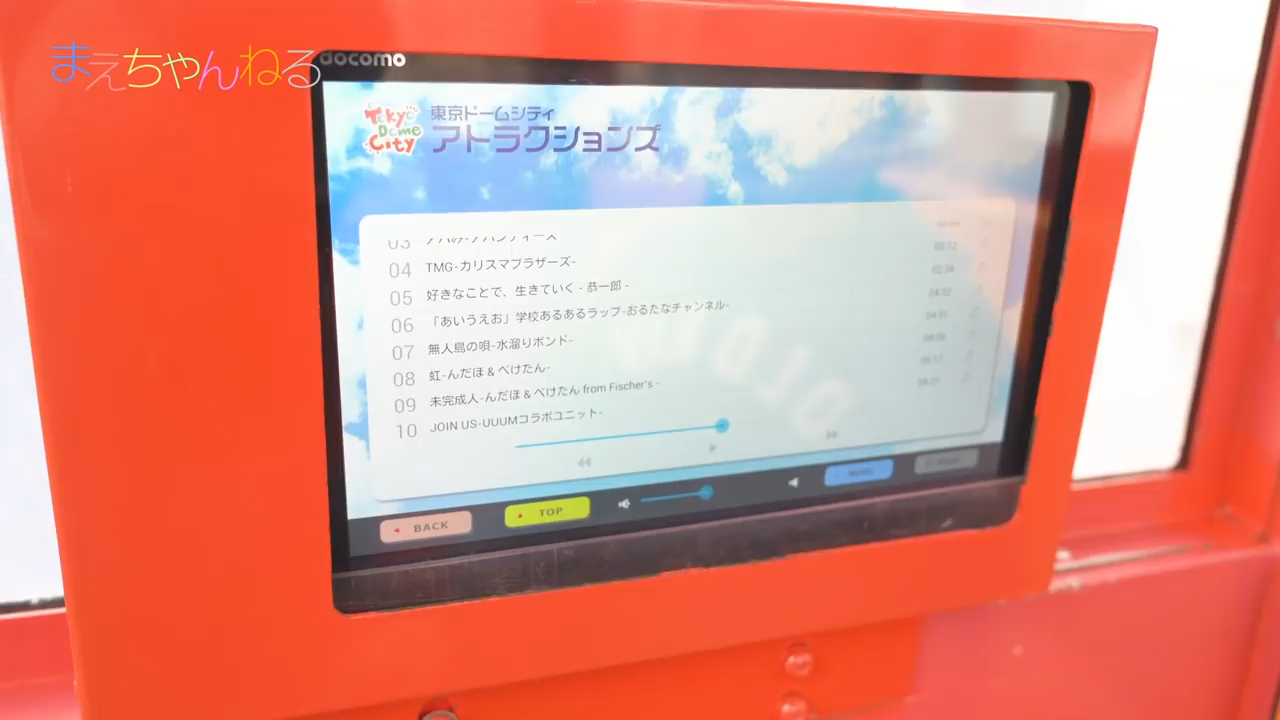 まえちゃんねる
docomo
Tokyo Dome City
東京ドームシティ
アトラクションズ
03
04 TMG-カリスマブラザーズ-
05 好きなことで、生きていく - 恭一郎 -
06 「あいうえお」学校あるあるラップ-おるたなチャンネル-
07 無人島の唄-水溜りボンド-
08 虹-んだほ & ぺけたん-
09 未完成人-んだほ & ぺけたん from Fischer's -
10 JOIN US-UUUMコラボユニット-
BACK
TOP